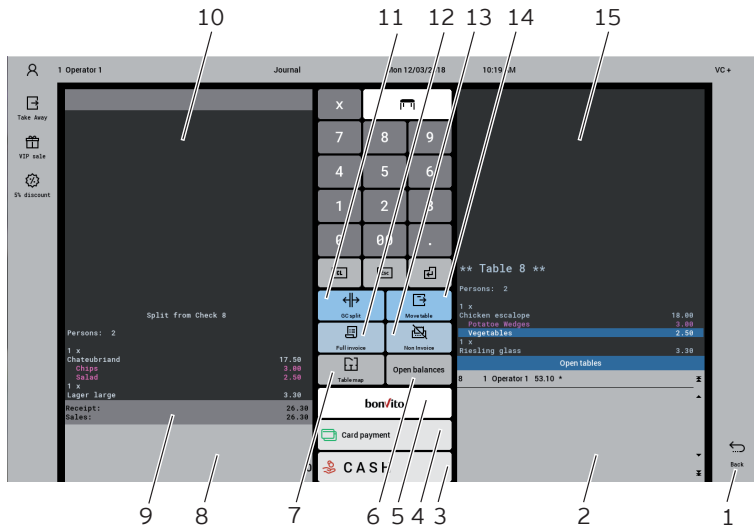 10 11 12 13 14 15
1 Operator 1 Journal Mon 12/03/2018 10:19 AM VC +
Take Away
VIP sale
5% discount
X
7 8 9
4 5 6
1 2 3
0 00 .
CL Esc
GC split Move table
Full invoice Non Invoice
Table map Open balances
bonVito
Card payment
CASH
Split from Check 8
Persons: 2
1 x
Chateubriand 17.50
Chips 3.00
Salad 2.50
1 x
Lager large 3.30
Receipt: 26.30
Sales: 26.30
** Table 8 **
Persons: 2
1 x
Chicken escalope 18.00
Potatoe Wedges 3.00
Vegetables 2.50
1 x
Riesling glass 3.30
Open tables
8 1 Operator 1 53.10 *
Back
9 8 7 6 5 4 3 2 1